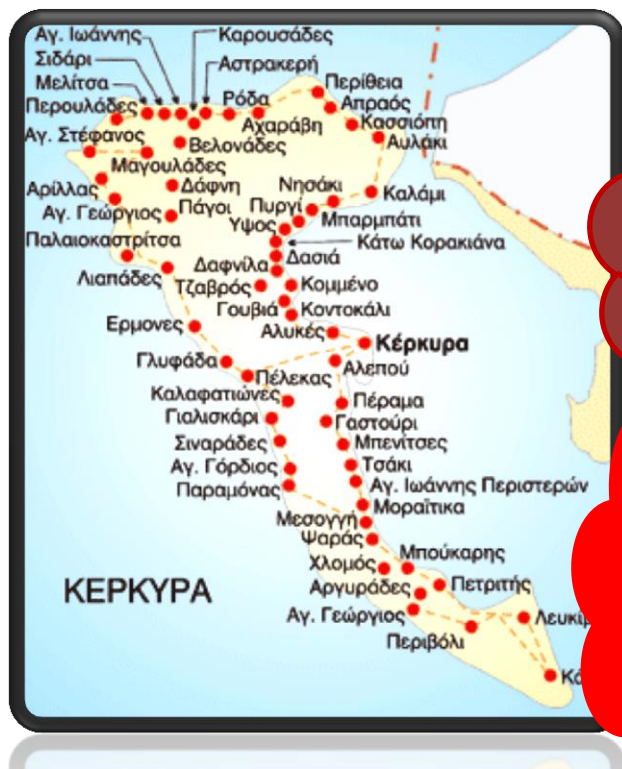 Αγ. Ιωάννης
Καρουσάδες
Σιδάρι
Αστρακερή
Μελίτσα
Περίθεια
Περουλάδες
Ρόδα
Απραός
Αχαράβη
Κασσιόπη
Αγ. Στέφανος
Βελονάδες
Αυλάκι
Μαγουλάδες
Αρίλλας
Δάφνη
Νησάκι
Καλάμι
Αγ. Γεώργιος
Πάγοι
Πυργί
Μπαρμπάτι
Υψος
Παλαιοκαστρίτσα
Κάτω Κορακιάνα
Δασιά
Δαφνίλα
Λιαπάδες
Τζαβρός
Κομμένο
Γουβιά
Κοντοκάλι
Ερμονες
Αλυκές
Κέρκυρα
Γλυφάδα
Αλεπού
Πέλεκας
Καλαφατιώνες
Πέραμα
Γιαλισκάρι
Γαστούρι
Σιναράδες
Μπενίτσες
Αγ. Γόρδιος
Τσάκι
Παραμόνας
Αγ. Ιωάννης Περιστερών
Μοραΐτικα
Μεσογγή
Ψαράς
Χλομός
Μπούκαρης
ΚΕΡΚΥΡΑ
Αργυράδες
Πετριτής
Αγ. Γεώργιος
Περιβόλι